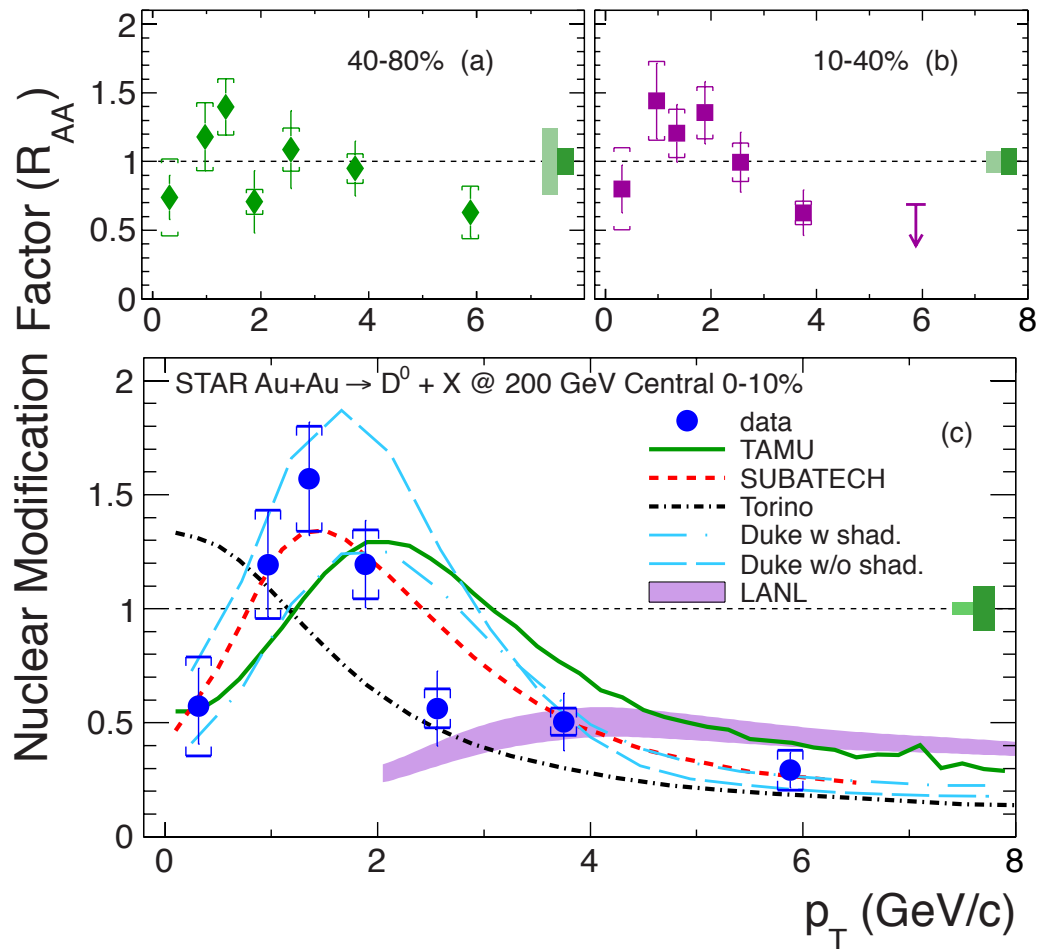 Nuclear Modification Factor (R_AA)
40-80% (a)
10-40% (b)
2
1.5
1
0.5
0
0 2 4 6
0 2 4 6 8
STAR Au+Au → D^0 + X @ 200 GeV Central 0-10%
(c)
data
TAMU
SUBATECH
Torino
Duke w shad.
Duke w/o shad.
LANL
2
1.5
1
0.5
0
0 2 4 6 8
p_T (GeV/c)